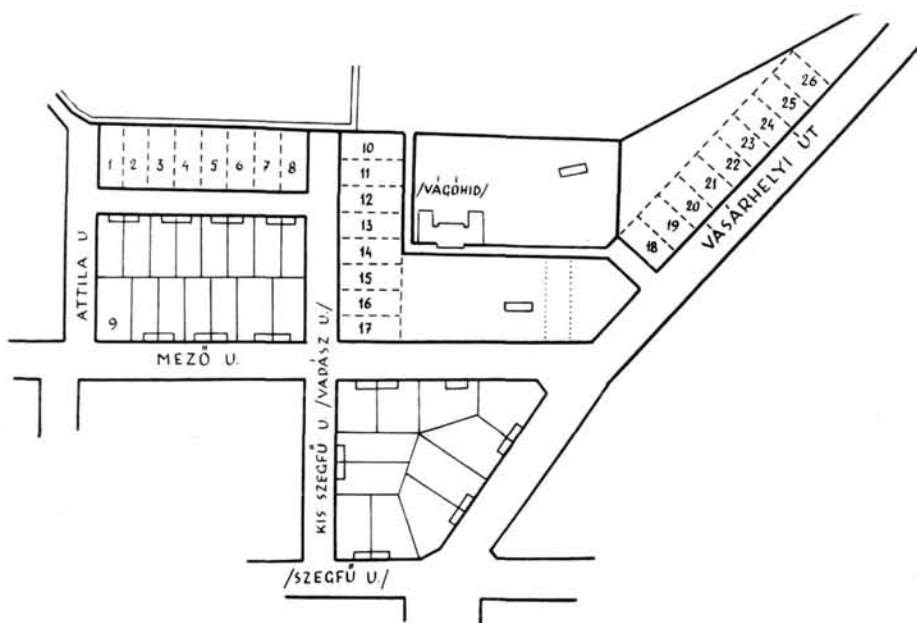 1 2 3 4 5 6 7 8
9
10
11
12
13
14
15
16
17
18
19
20
21
22
23
24
25
26
/VÁGÓHID/
VÁSÁRHELYI ÚT
ATTILA U
MEZŐ U.
KIS SZEGFŰ U. /VADÁSZ U./
/SZEGFŰ U./